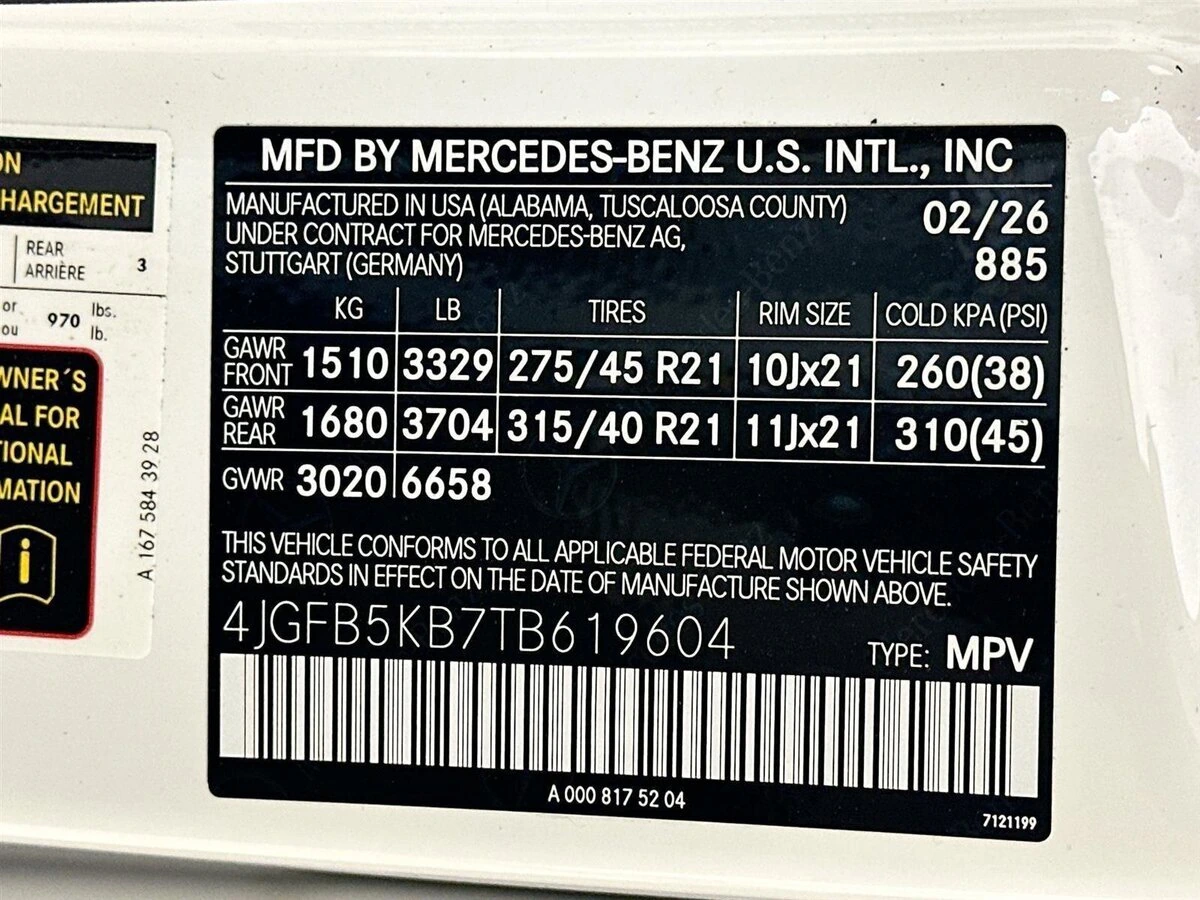 ON
HARGEMENT
REAR
ARRIÈRE 3
or 970 lbs.
ou lb.
WNER´S
AL FOR
TIONAL
MATION
i
A 167 584 39 28
MFD BY MERCEDES-BENZ U.S. INTL., INC
MANUFACTURED IN USA (ALABAMA, TUSCALOOSA COUNTY) 02/26
UNDER CONTRACT FOR MERCEDES-BENZ AG, 885
STUTTGART (GERMANY)
KG LB TIRES RIM SIZE COLD KPA (PSI)
GAWR FRONT 1510 3329 275/45 R21 10Jx21 260(38)
GAWR REAR 1680 3704 315/40 R21 11Jx21 310(45)
GVWR 3020 6658
THIS VEHICLE CONFORMS TO ALL APPLICABLE FEDERAL MOTOR VEHICLE SAFETY
STANDARDS IN EFFECT ON THE DATE OF MANUFACTURE SHOWN ABOVE.
4JGFB5KB7TB619604
TYPE: MPV
A 000 817 52 04
7121199